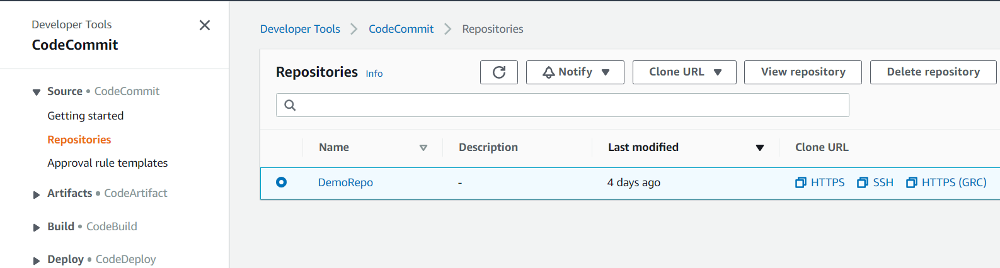 Developer Tools
CodeCommit
Source • CodeCommit
Getting started
Repositories
Approval rule templates
Artifacts • CodeArtifact
Build • CodeBuild
Deploy • CodeDeploy
Developer Tools > CodeCommit > Repositories
Repositories Info Notify Clone URL View repository Delete repository
Name Description Last modified Clone URL
DemoRepo - 4 days ago HTTPS SSH HTTPS (GRC)